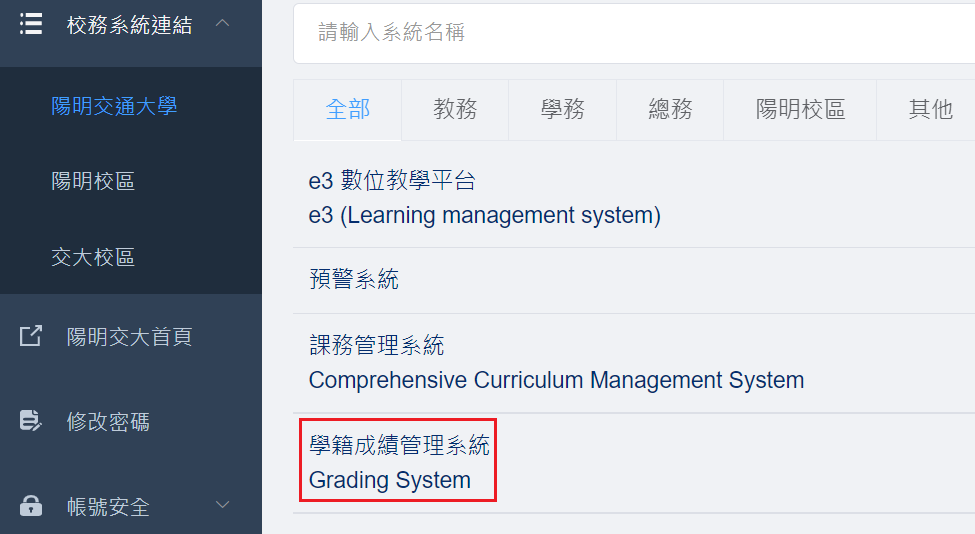 校務系統連結
陽明交通大學
陽明校區
交大校區
陽明交大首頁
修改密碼
帳號安全
請輸入系統名稱
全部 教務 學務 總務 陽明校區 其他
e3 數位教學平台
e3 (Learning management system)
預警系統
課務管理系統
Comprehensive Curriculum Management System
學籍成績管理系統
Grading System